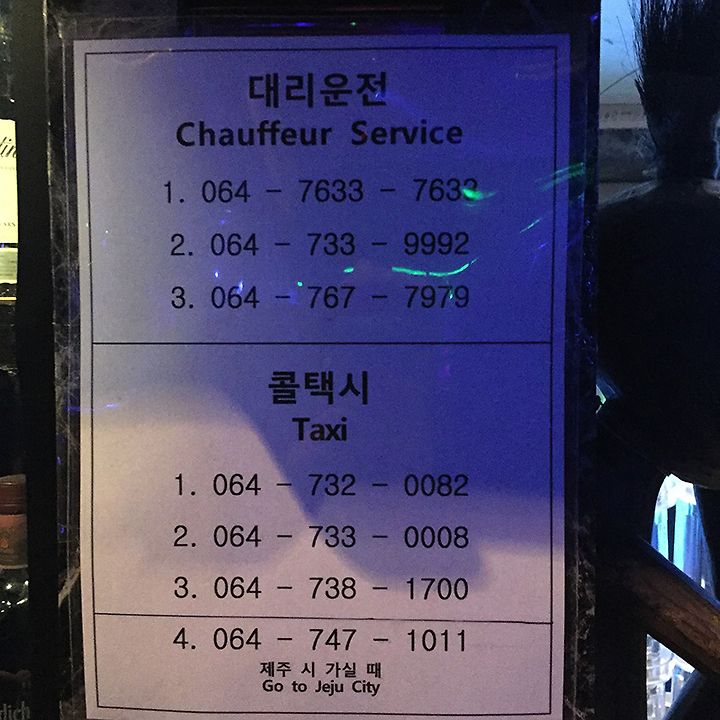 대리운전
Chauffeur Service
1. 064 - 7633 - 7633
2. 064 - 733 - 9992
3. 064 - 767 - 7979
콜택시
Taxi
1. 064 - 732 - 0082
2. 064 - 733 - 0008
3. 064 - 738 - 1700
4. 064 - 747 - 1011
제주 시 가실 때
Go to Jeju City